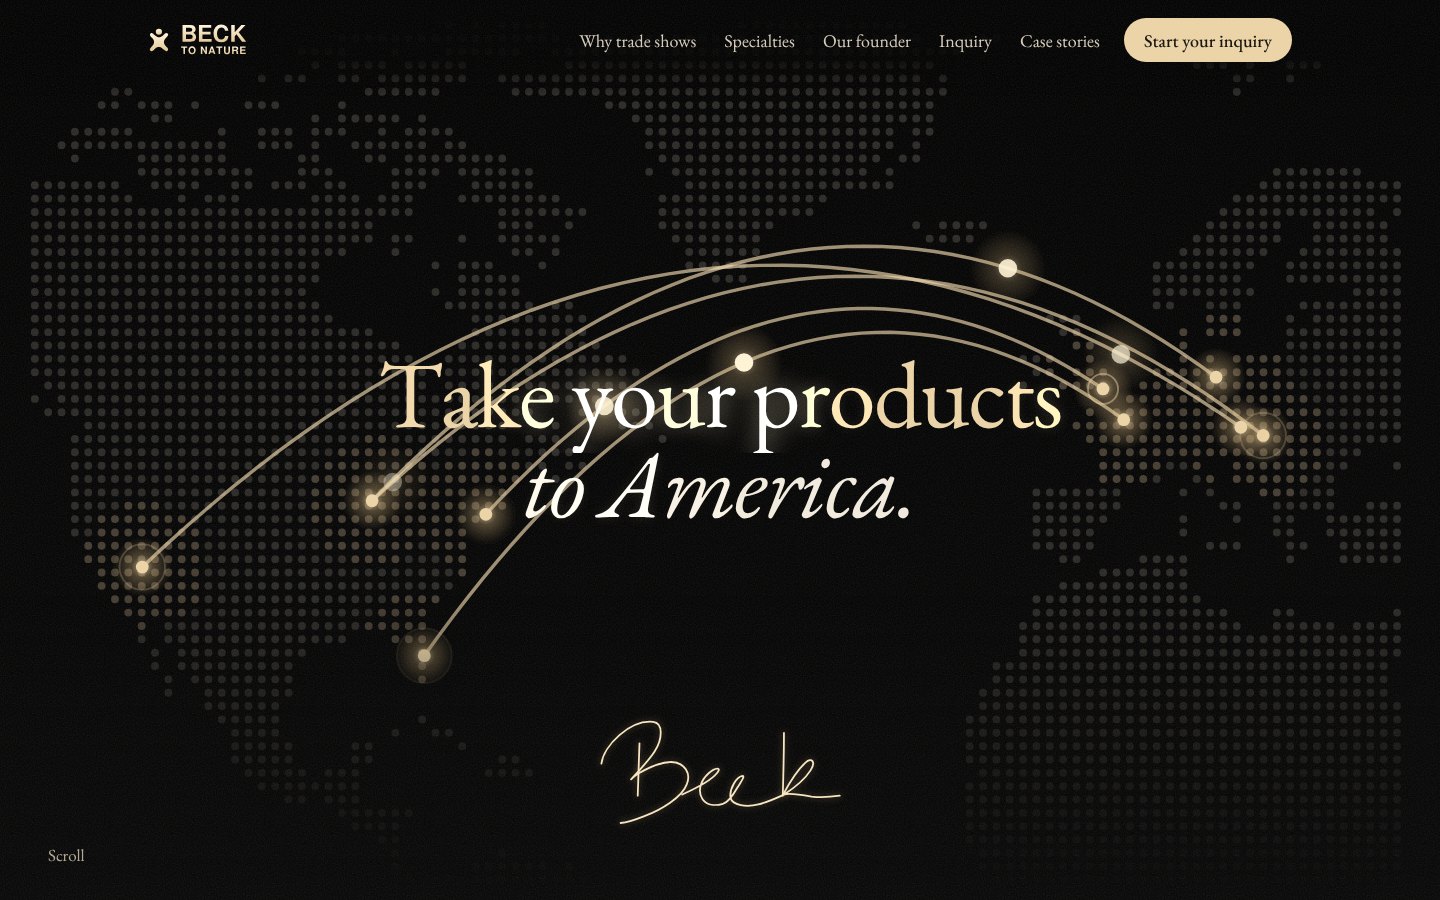 BECK
TO NATURE
Why trade shows
Specialties
Our founder
Inquiry
Case stories
Start your inquiry
Take your products
to America.
Beck
Scroll